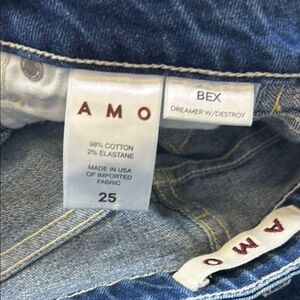 AMO
98% COTTON
2% ELASTANE
MADE IN USA
OF IMPORTED
FABRIC
25
BEX
DREAMER W/DESTROY
AMO